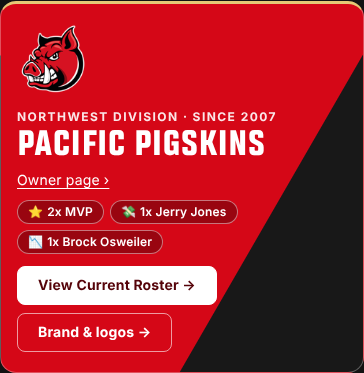 NORTHWEST DIVISION · SINCE 2007
PACIFIC PIGSKINS
Owner page ›
⭐ 2x MVP 💸 1x Jerry Jones
📉 1x Brock Osweiler
View Current Roster →
Brand & logos →